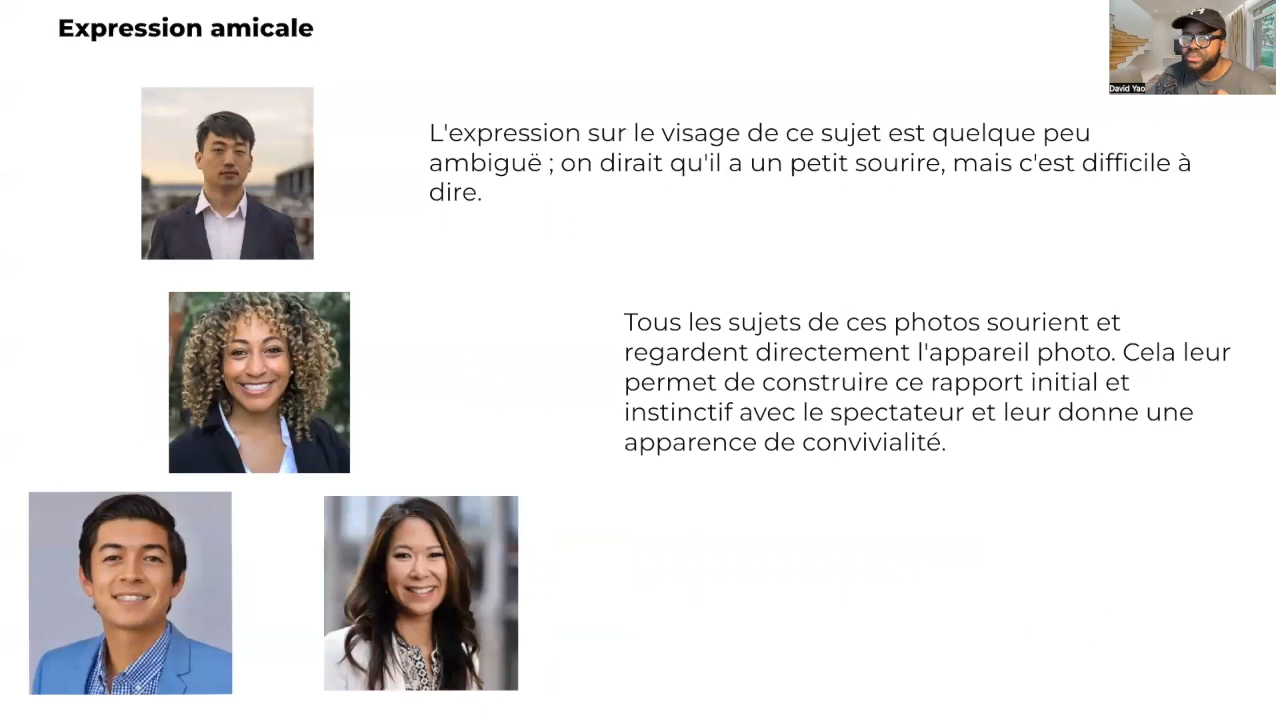 Expression amicale
David Yao
L'expression sur le visage de ce sujet est quelque peu
ambiguë ; on dirait qu'il a un petit sourire, mais c'est difficile à
dire.
Tous les sujets de ces photos sourient et
regardent directement l'appareil photo. Cela leur
permet de construire ce rapport initial et
instinctif avec le spectateur et leur donne une
apparence de convivialité.